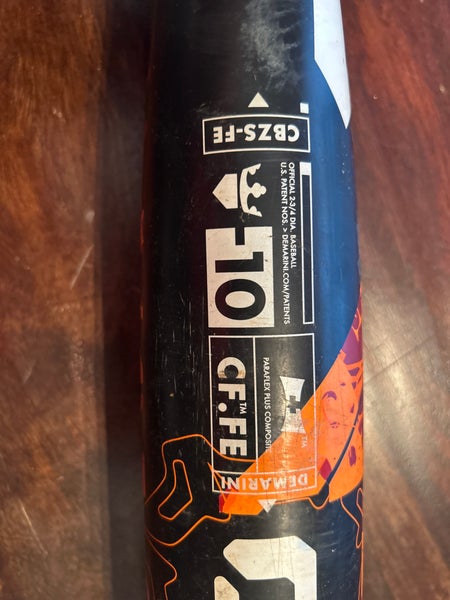 CBZS-FE
OFFICIAL 2-3/4 DIA. BASEBALL
U.S. PATENT NOS. > DEMARINI.COM/PATENTS
-10
CF.FE™
PARAFLEX PLUS COMPOSITE
DEMARINI